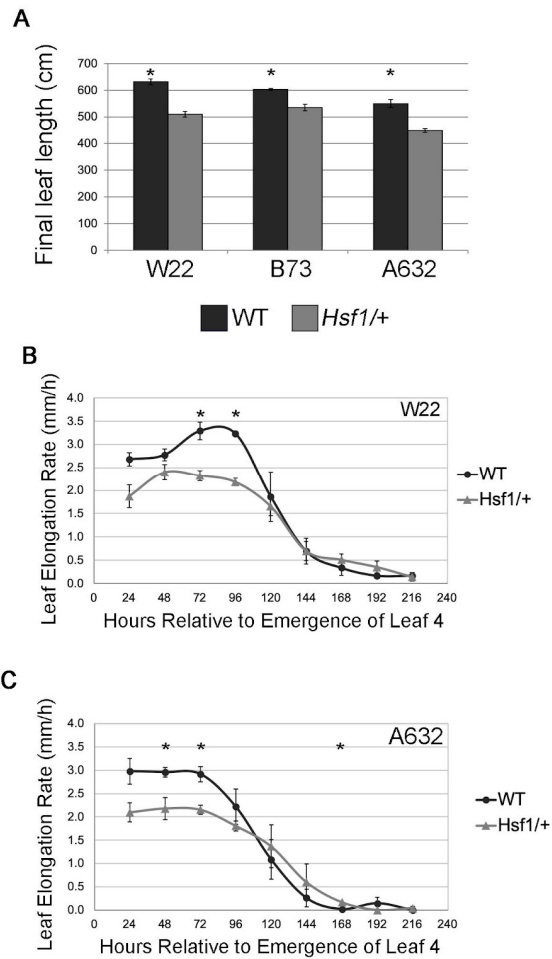 A
Final leaf length (cm)
700
600
500
400
300
200
100
0
* * *
W22 B73 A632
WT Hsf1/+
B
Leaf Elongation Rate (mm/h)
4.0
3.5
3.0
2.5
2.0
1.5
1.0
0.5
0.0
W22
* *
WT
Hsf1/+
0 24 48 72 96 120 144 168 192 216 240
Hours Relative to Emergence of Leaf 4
C
Leaf Elongation Rate (mm/h)
4.0
3.5
3.0
2.5
2.0
1.5
1.0
0.5
0.0
A632
* * *
WT
Hsf1/+
0 24 48 72 96 120 144 168 192 216 240
Hours Relative to Emergence of Leaf 4